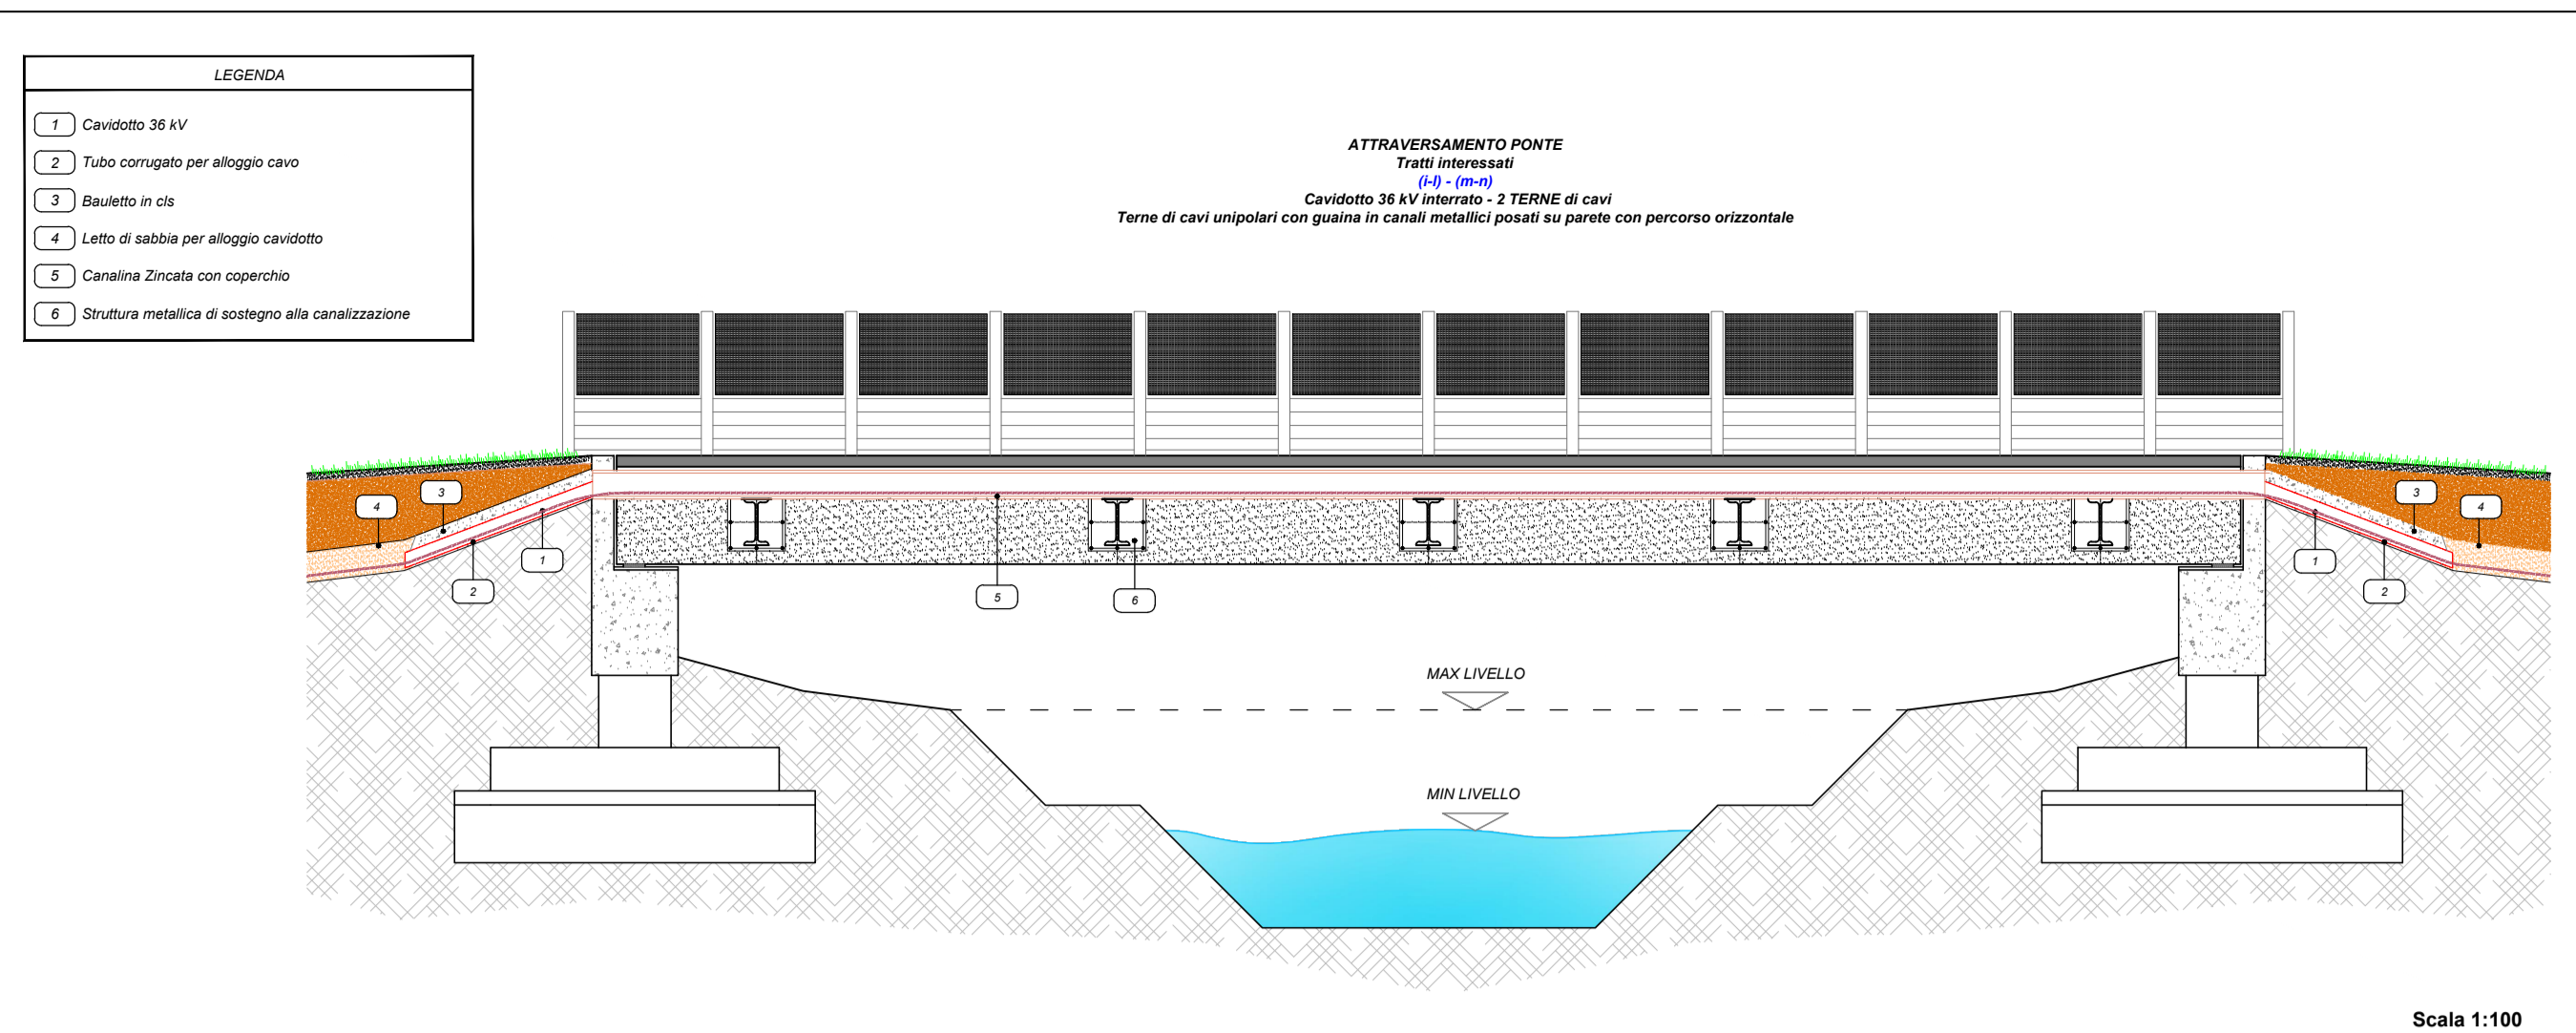 LEGENDA
1 Cavidotto 36 kV
2 Tubo corrugato per alloggio cavo
3 Bauletto in cls
4 Letto di sabbia per alloggio cavidotto
5 Canalina Zincata con coperchio
6 Struttura metallica di sostegno alla canalizzazione
ATTRAVERSAMENTO PONTE
Tratti interessati
(i-l) - (m-n)
Cavidotto 36 kV interrato - 2 TERNE di cavi
Terne di cavi unipolari con guaina in canali metallici posati su parete con percorso orizzontale
4
3
1
2
5
6
3
4
1
2
MAX LIVELLO
MIN LIVELLO
Scala 1:100